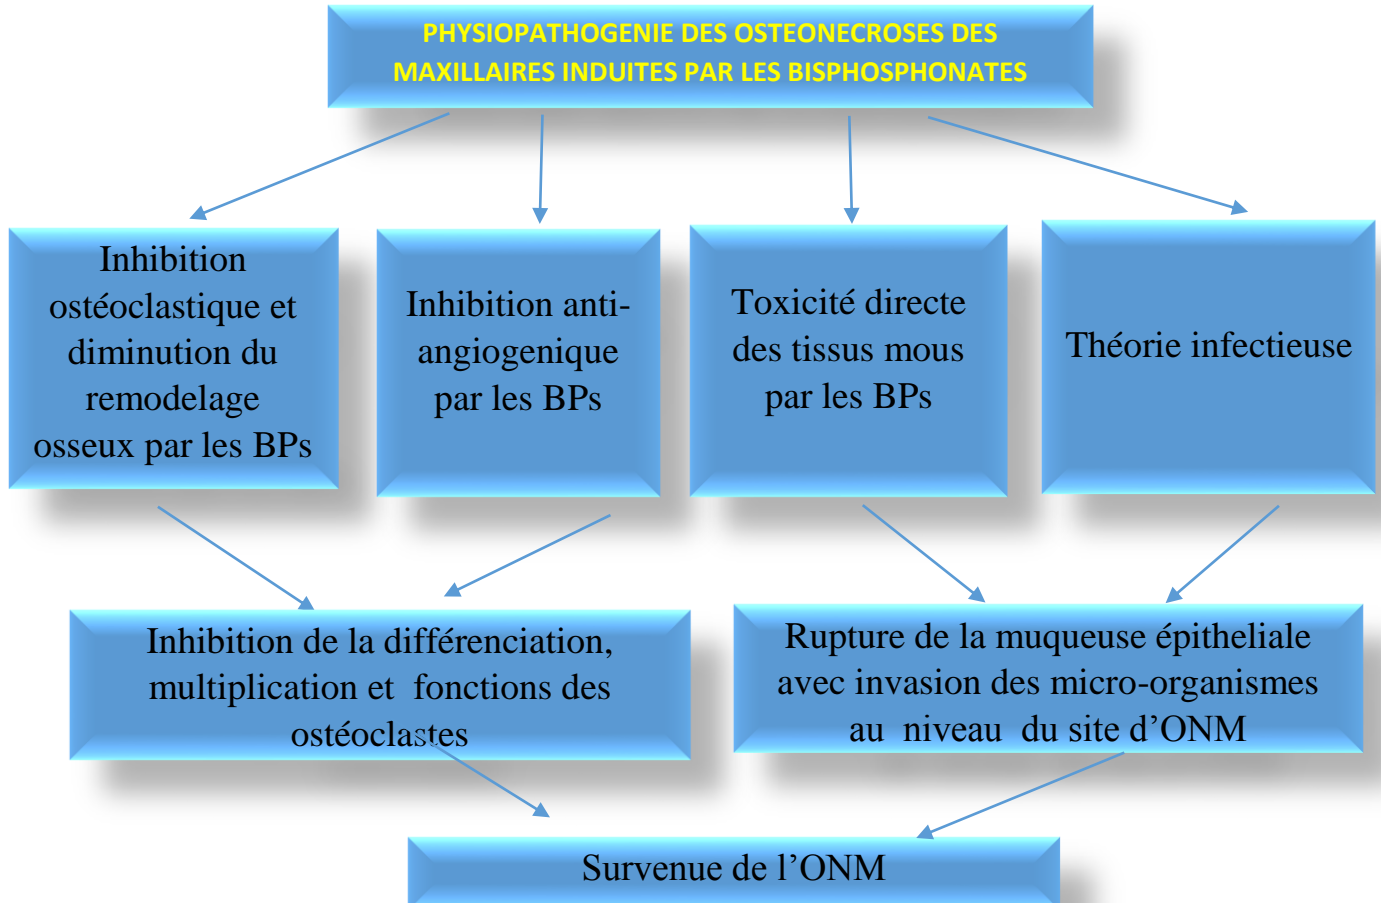 PHYSIOPATHOGENIE DES OSTEONECROSES DES
MAXILLAIRES INDUITES PAR LES BISPHOSPHONATES
Inhibition
ostéoclastique et
diminution du
remodelage
osseux par les BPs
Inhibition anti-
angiogenique
par les BPs
Toxicité directe
des tissus mous
par les BPs
Théorie infectieuse
Inhibition de la différenciation,
multiplication et fonctions des
ostéoclastes
Rupture de la muqueuse épitheliale
avec invasion des micro-organismes
au niveau du site d’ONM
Survenue de l’ONM